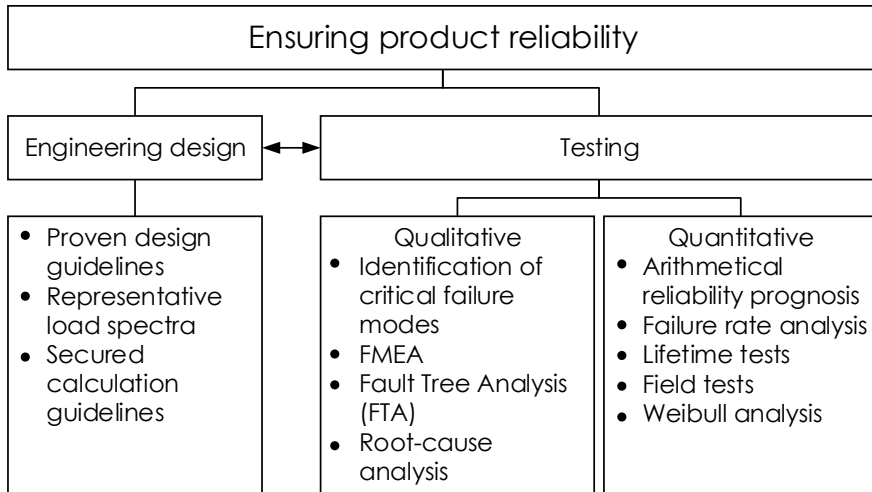 Ensuring product reliability
Engineering design
Testing
• Proven design
guidelines
• Representative
load spectra
• Secured
calculation
guidelines
Qualitative
• Identification of
critical failure
modes
• FMEA
• Fault Tree Analysis
(FTA)
• Root-cause
analysis
Quantitative
• Arithmetical
reliability prognosis
• Failure rate analysis
• Lifetime tests
• Field tests
• Weibull analysis